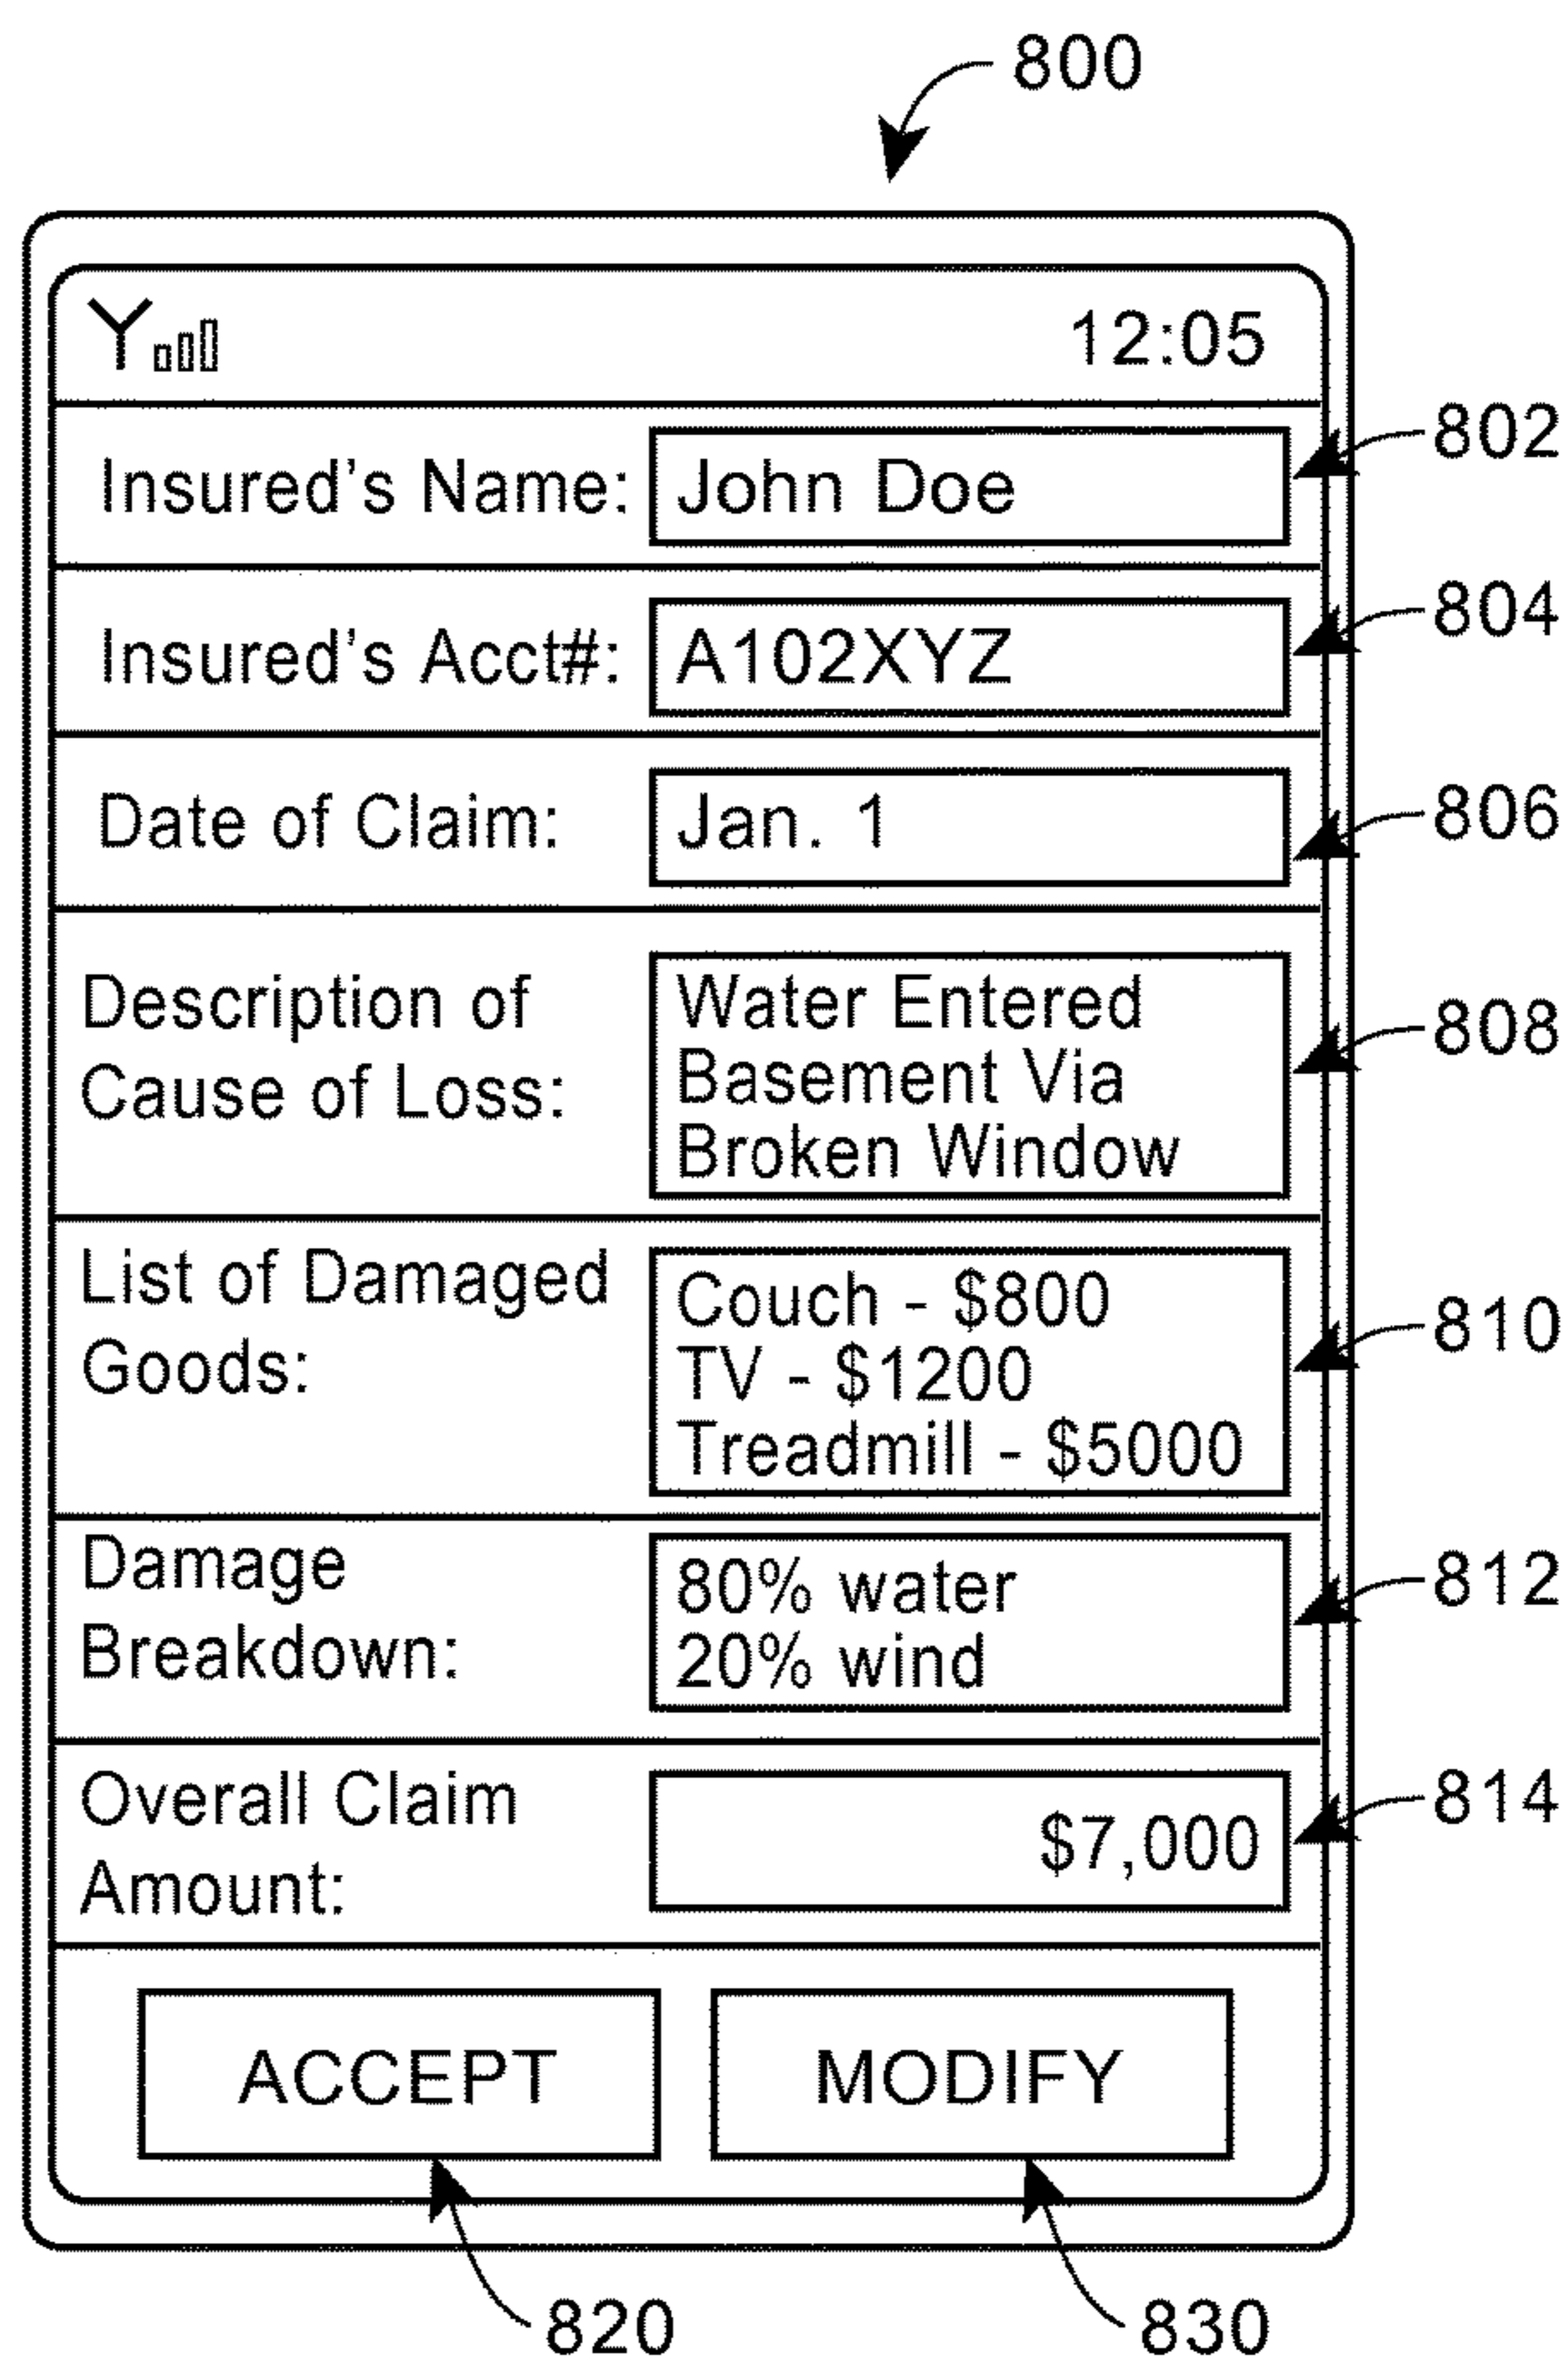 800
12:05
Insured's Name: John Doe 802
Insured's Acct#: A102XYZ 804
Date of Claim: Jan. 1 806
Description of
Cause of Loss:
Water Entered
Basement Via
Broken Window
808
List of Damaged
Goods:
Couch - $800
TV - $1200
Treadmill - $5000
810
Damage
Breakdown:
80% water
20% wind
812
Overall Claim
Amount:
$7,000
814
ACCEPT MODIFY
820 830